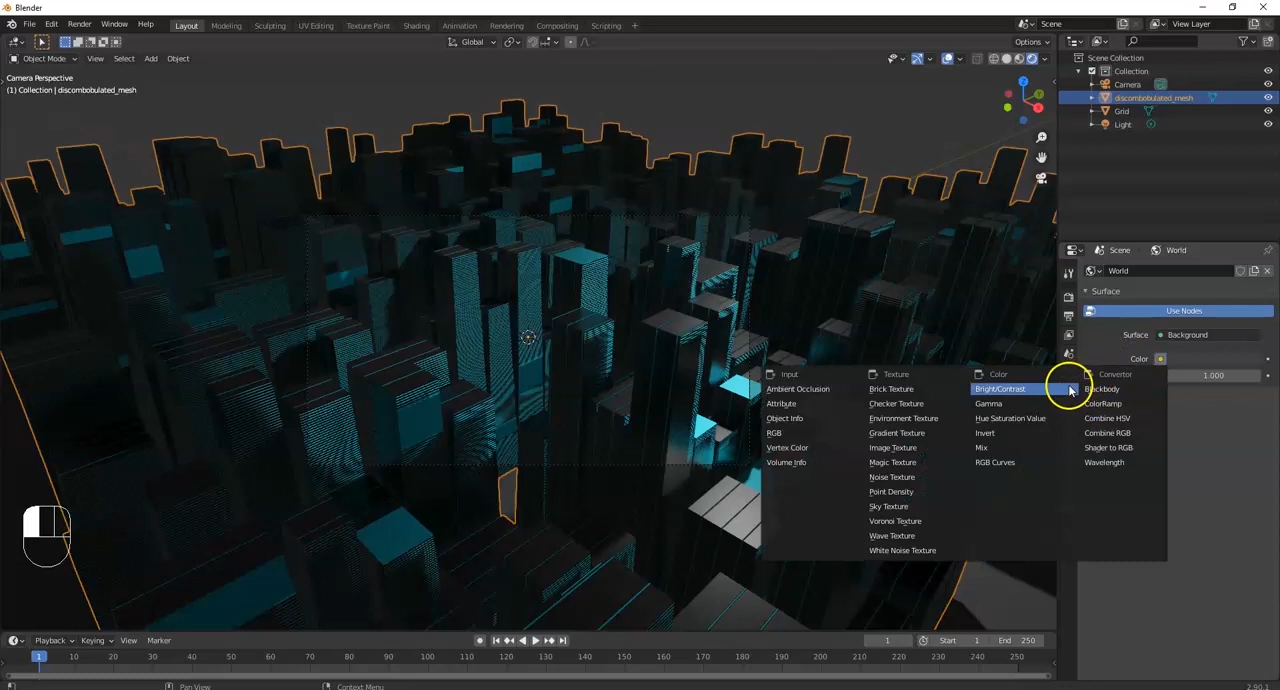 Blender
File Edit Render Window Help Layout Modeling Sculpting UV Editing Texture Paint Shading Animation Rendering Compositing Scripting + Scene View Layer
Global Options
Object Mode View Select Add Object
Camera Perspective
(1) Collection | discombobulated_mesh
Scene Collection
Collection
Camera
discombobulated_mesh
Grid
Light
Scene World
World
Surface
Use Nodes
Surface Background
Color
1.000
Input Texture Color Convertor
Ambient Occlusion Brick Texture Bright/Contrast Blackbody
Attribute Checker Texture Gamma ColorRamp
Object Info Environment Texture Hue Saturation Value Combine HSV
RGB Gradient Texture Invert Combine RGB
Vertex Color Image Texture Mix Shader to RGB
Volume Info Magic Texture RGB Curves Wavelength
Noise Texture
Point Density
Sky Texture
Voronoi Texture
Wave Texture
White Noise Texture
Playback Keying View Marker 1 Start 1 End 250
1 10 20 30 40 50 60 70 80 90 100 110 120 130 140 150 160 170 180 190 200 210 220 230 240 250
Pan View Context Menu 2.90.1